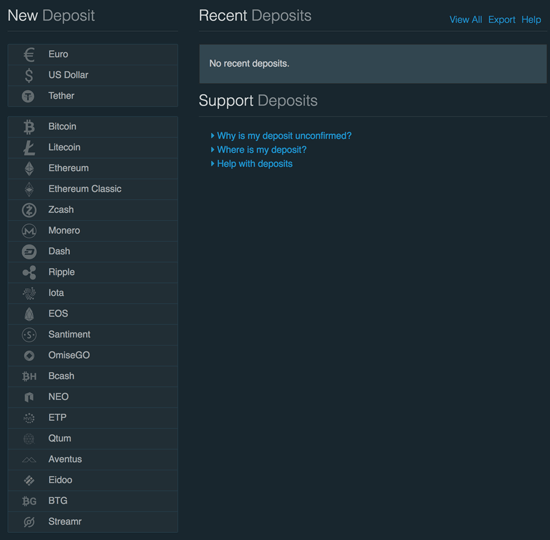 New Deposit
Euro
US Dollar
Tether
Bitcoin
Litecoin
Ethereum
Ethereum Classic
Zcash
Monero
Dash
Ripple
Iota
EOS
Santiment
OmiseGO
Bcash
NEO
ETP
Qtum
Aventus
Eidoo
BTG
Streamr
Recent Deposits
View All Export Help
No recent deposits.
Support Deposits
Why is my deposit unconfirmed?
Where is my deposit?
Help with deposits